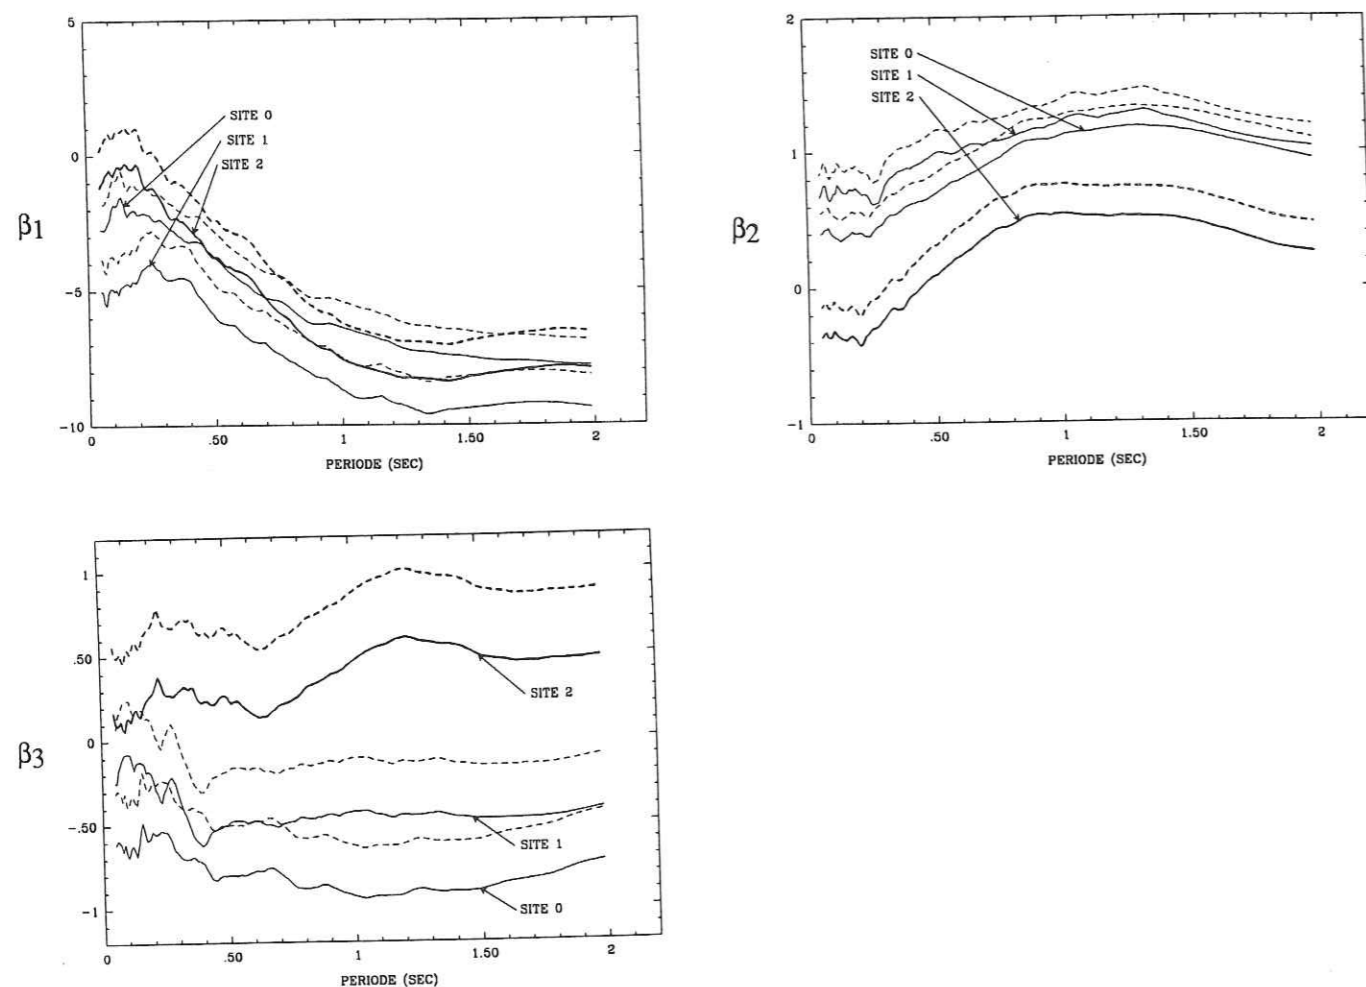 5
0
-5
-10
β1
SITE 0
SITE 1
SITE 2
0
.50
1
1.50
2
PERIODE (SEC)
2
1
0
-1
β2
SITE 0
SITE 1
SITE 2
0
.50
1
1.50
2
PERIODE (SEC)
1
.50
0
-.50
-1
β3
SITE 2
SITE 1
SITE 0
0
.50
1
1.50
2
PERIODE (SEC)